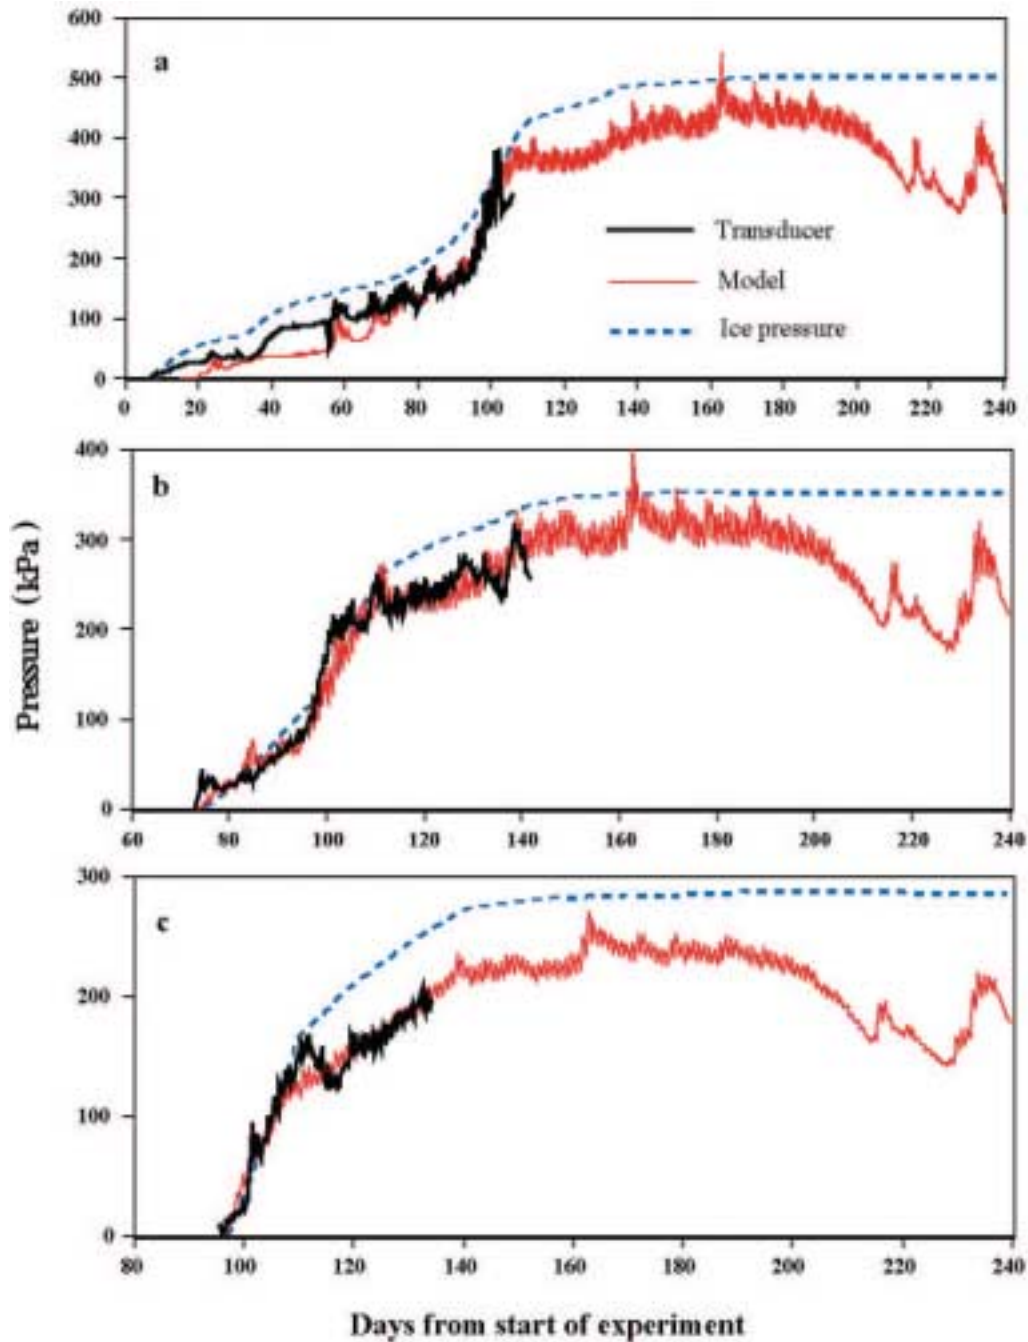 600
a
500
400
300
200
100
0
Transducer
Model
Ice pressure
0 20 40 60 80 100 120 140 160 180 200 220 240
400
b
300
200
100
0
60 80 100 120 140 160 180 200 220 240
Pressure (kPa)
300
c
200
100
0
80 100 120 140 160 180 200 220 240
Days from start of experiment